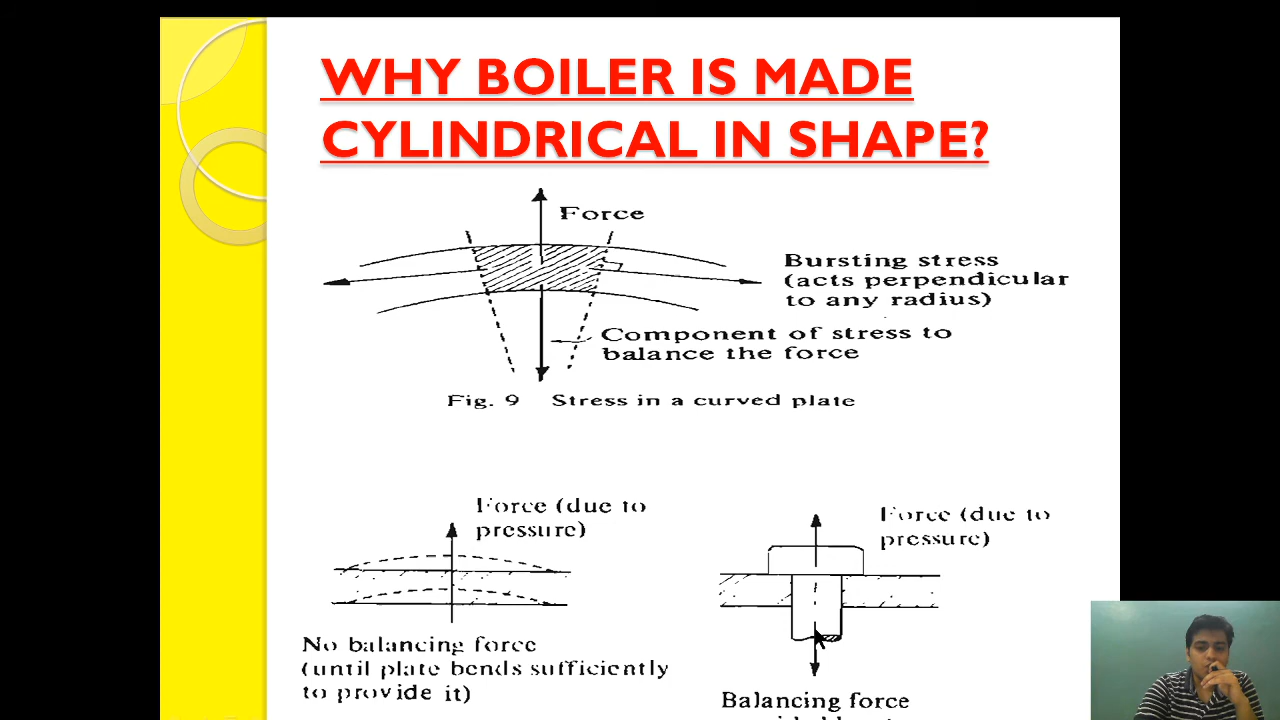 WHY BOILER IS MADE
CYLINDRICAL IN SHAPE?
Force
Bursting stress
(acts perpendicular
to any radius)
Component of stress to
balance the force
Fig. 9 Stress in a curved plate
Force (due to
pressure)
No balancing force
(until plate bends sufficiently
to provide it)
Force (due to
pressure)
Balancing force